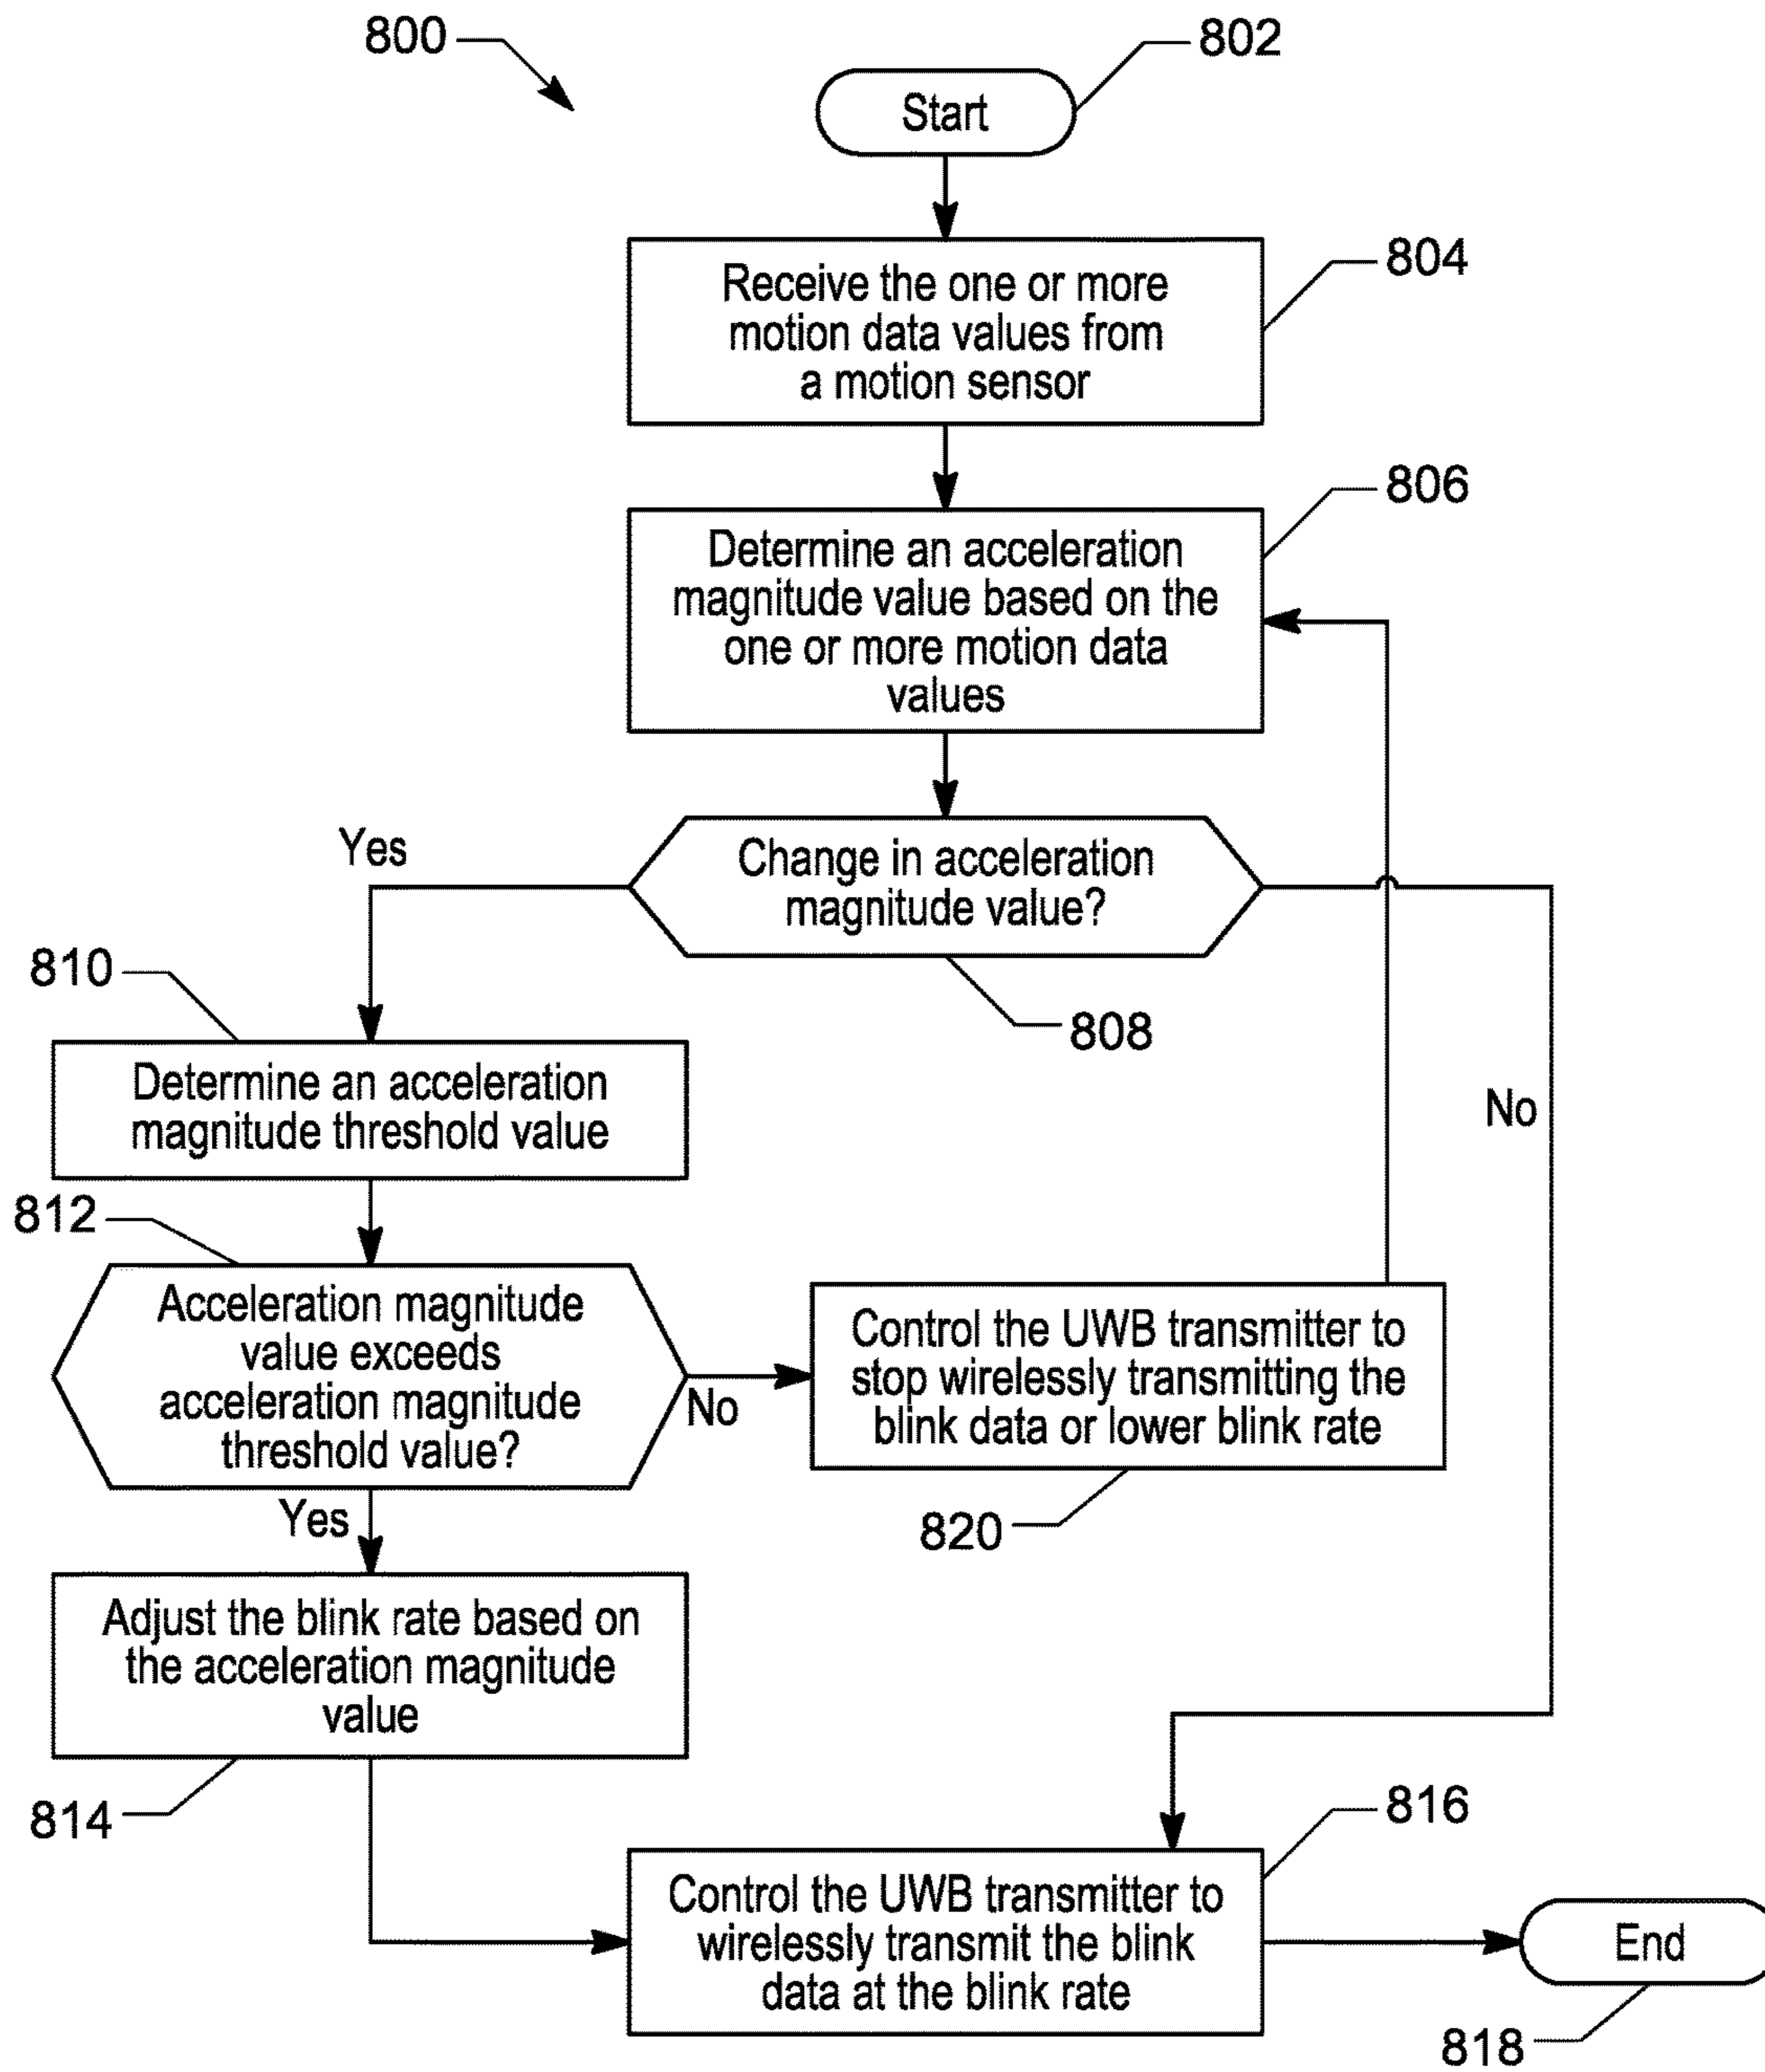 800
802
Start
804
Receive the one or more
motion data values from
a motion sensor
806
Determine an acceleration
magnitude value based on the
one or more motion data
values
Yes
Change in acceleration
magnitude value?
808
810
Determine an acceleration
magnitude threshold value
No
812
Acceleration magnitude
value exceeds
acceleration magnitude
threshold value?
No
Control the UWB transmitter to
stop wirelessly transmitting the
blink data or lower blink rate
820
Yes
Adjust the blink rate based on
the acceleration magnitude
value
814
816
Control the UWB transmitter to
wirelessly transmit the blink
data at the blink rate
End
818